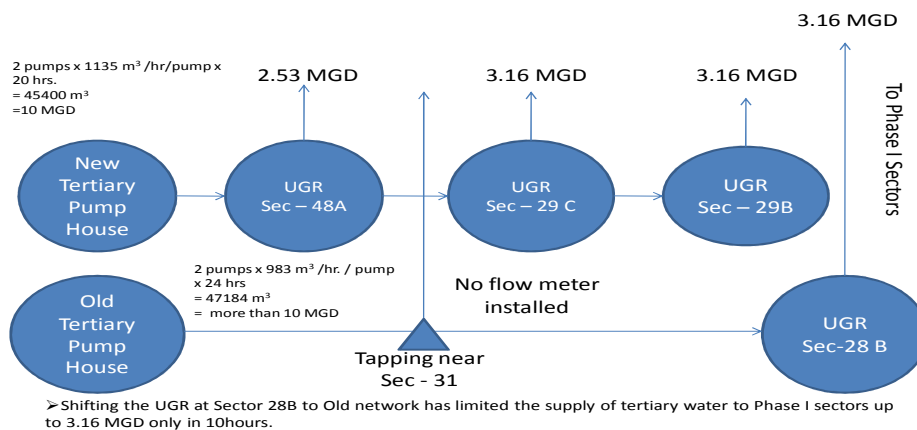 3.16 MGD
2 pumps x 1135 m³ /hr/pump x
20 hrs.
= 45400 m³
=10 MGD
2.53 MGD
3.16 MGD
3.16 MGD
To Phase I Sectors
New
Tertiary
Pump
House
UGR
Sec – 48A
UGR
Sec – 29 C
UGR
Sec – 29B
2 pumps x 983 m³ /hr. / pump
x 24 hrs
= 47184 m³
= more than 10 MGD
No flow meter
installed
Old
Tertiary
Pump
House
UGR
Sec-28 B
Tapping near
Sec - 31
➢Shifting the UGR at Sector 28B to Old network has limited the supply of tertiary water to Phase I sectors up
to 3.16 MGD only in 10hours.